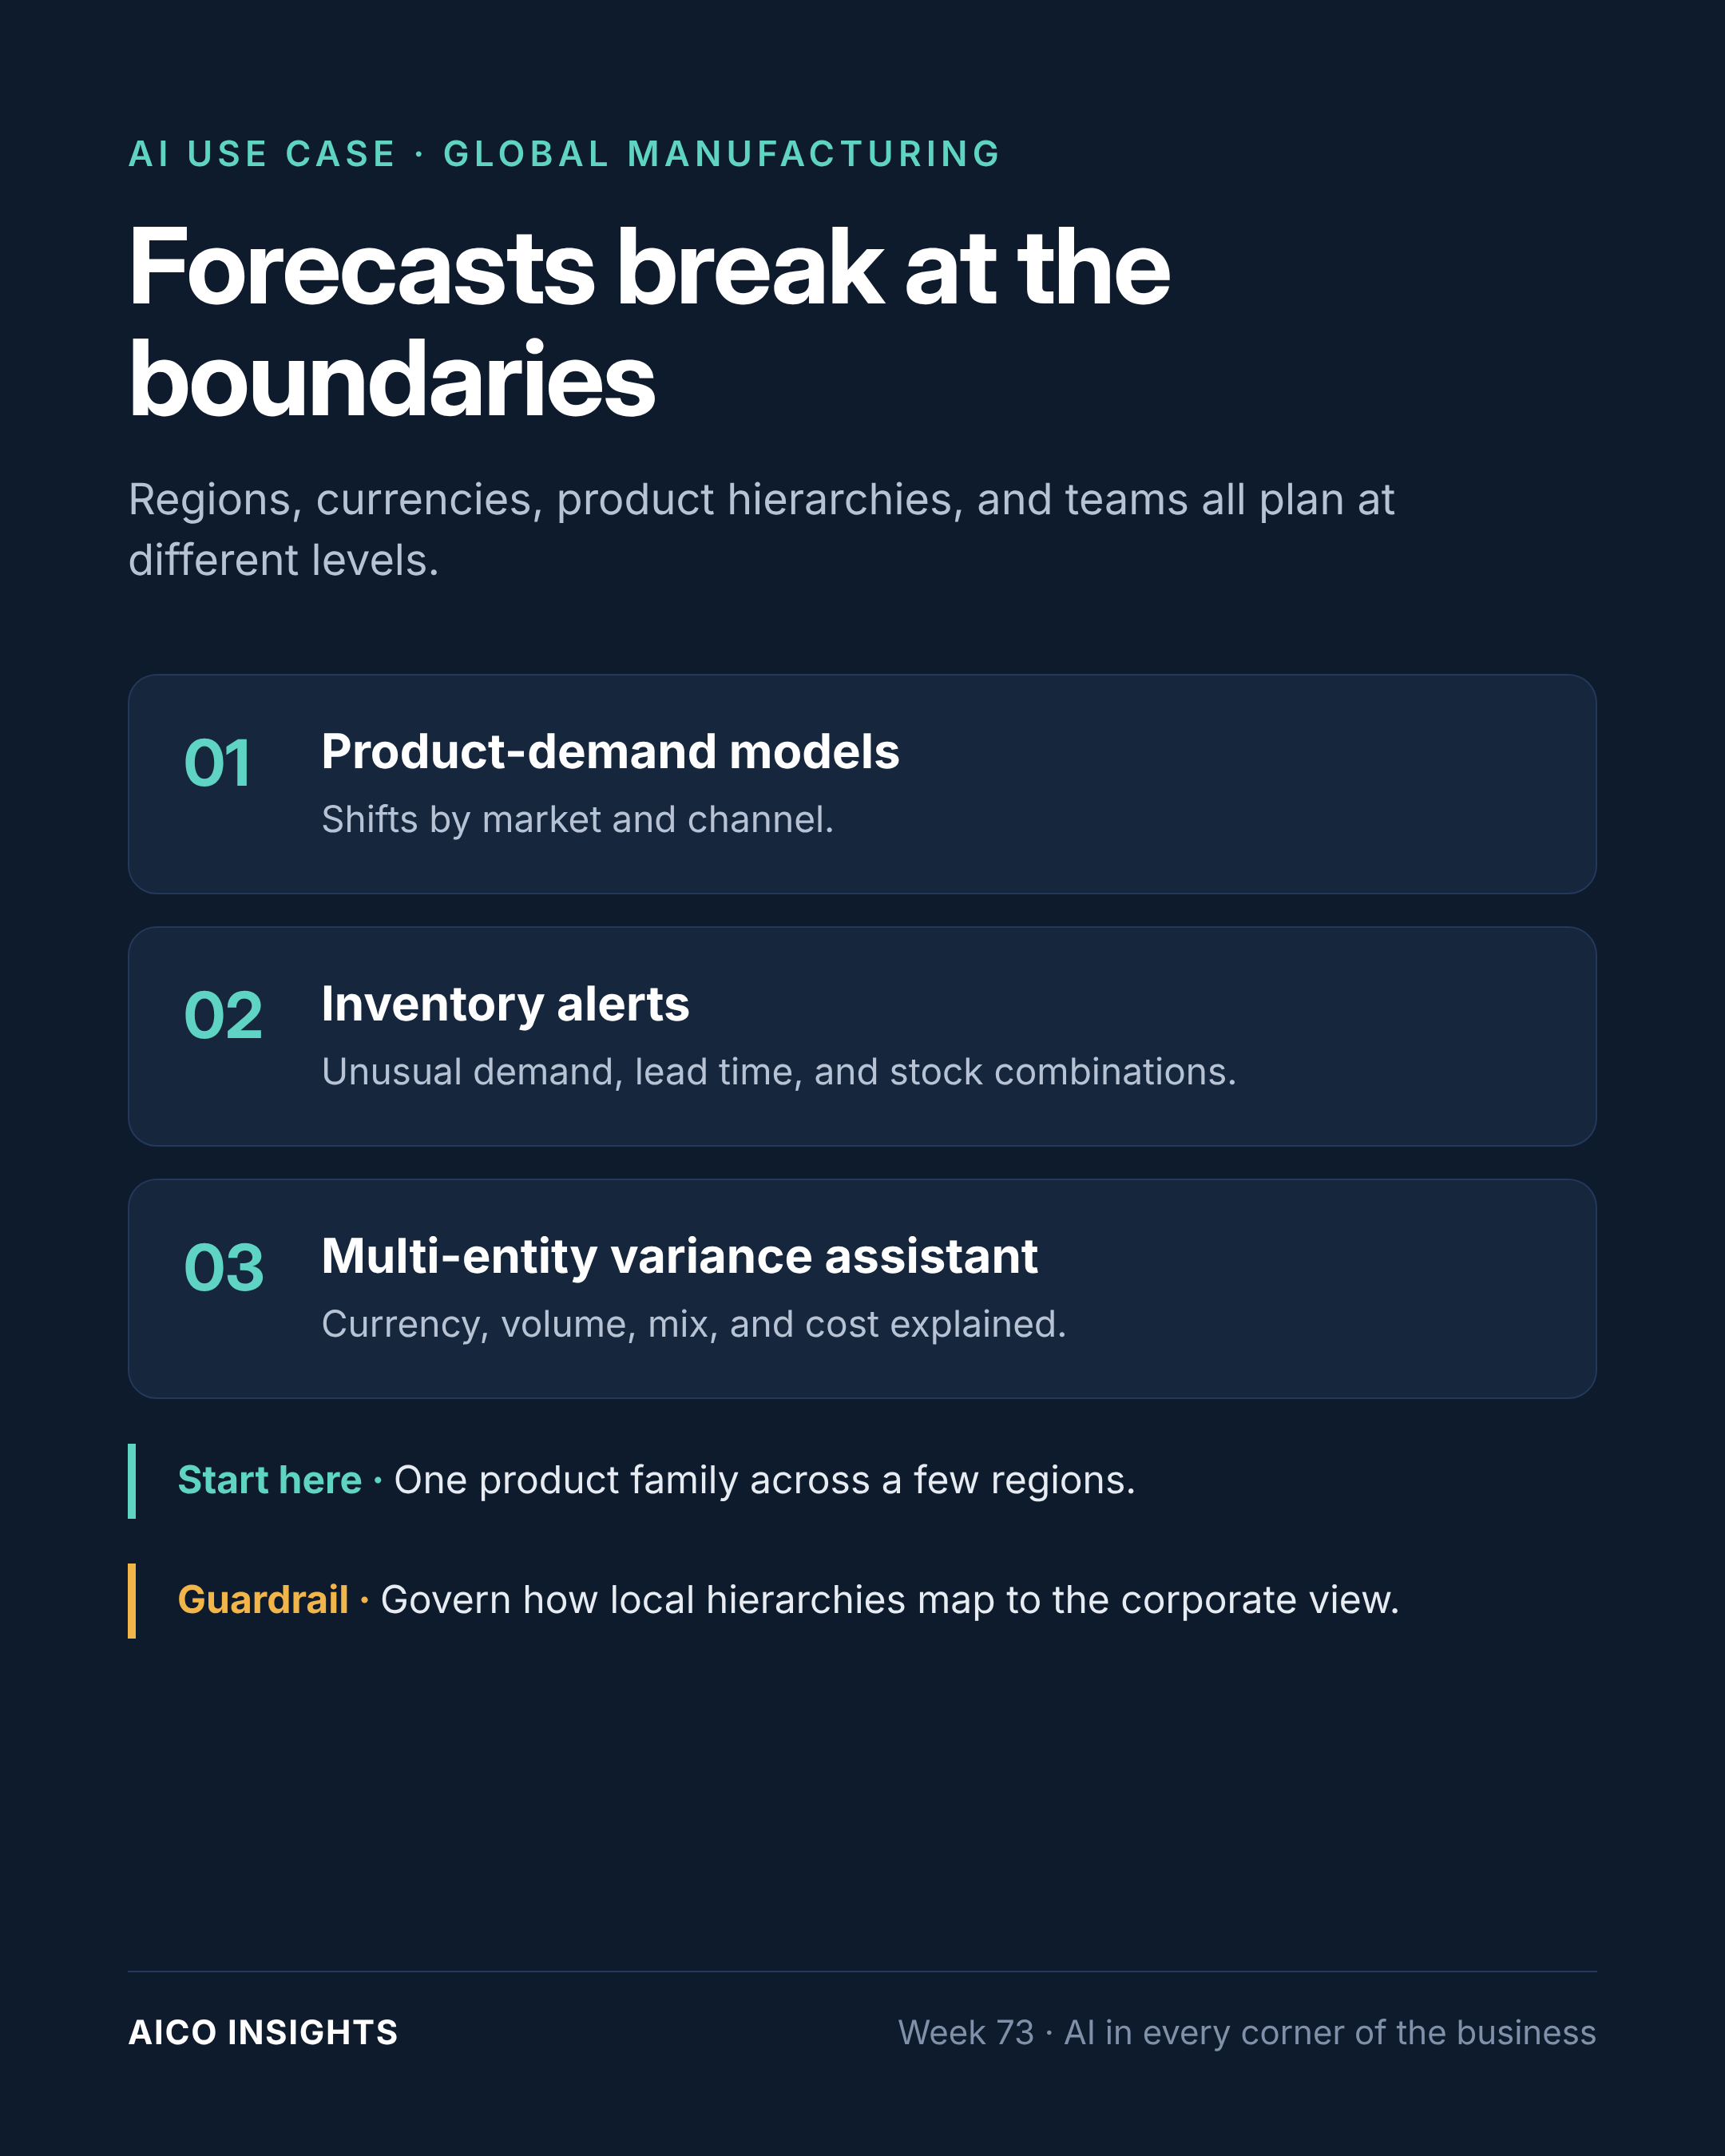 AI USE CASE · GLOBAL MANUFACTURING
Forecasts break at the
boundaries
Regions, currencies, product hierarchies, and teams all plan at
different levels.
01
Product-demand models
Shifts by market and channel.
02
Inventory alerts
Unusual demand, lead time, and stock combinations.
03
Multi-entity variance assistant
Currency, volume, mix, and cost explained.
Start here · One product family across a few regions.
Guardrail · Govern how local hierarchies map to the corporate view.
AICO INSIGHTS
Week 73 · AI in every corner of the business